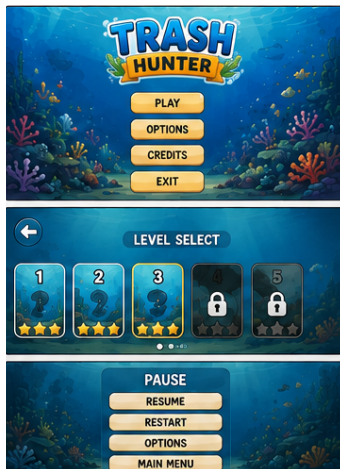 TRASH
HUNTER
PLAY
OPTIONS
CREDITS
EXIT
LEVEL SELECT
1 2 3 4 5
PAUSE
RESUME
RESTART
OPTIONS
MAIN MENU